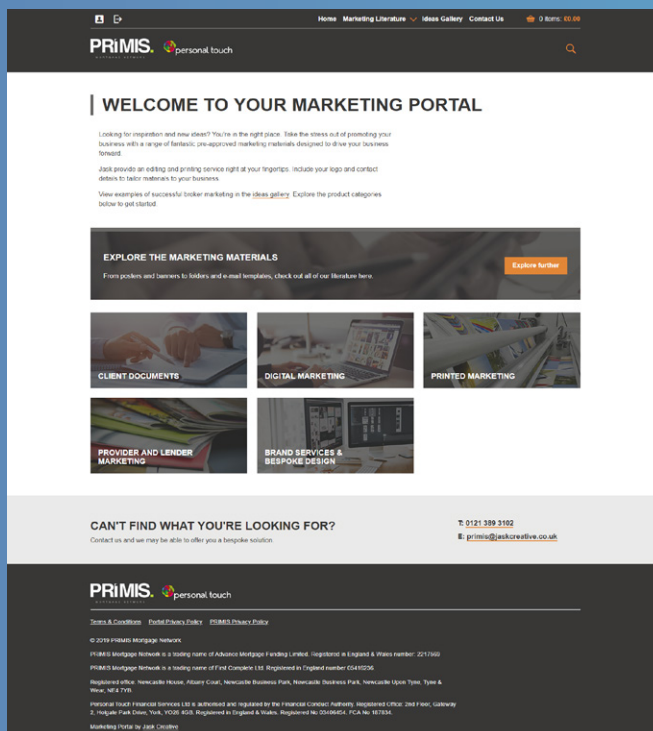 Home Marketing Literature Ideas Gallery Contact Us 0 items: £0.00
PRIMIS. personal touch
MORTGAGE NETWORK
WELCOME TO YOUR MARKETING PORTAL
Looking for inspiration and new ideas? You're in the right place. Take the stress out of promoting your
business with a range of fantastic pre-approved marketing materials designed to drive your business
forward.
Jask provide an editing and printing service right at your fingertips, include your logo and contact
details to tailor materials to your business.
View examples of successful broker marketing in the ideas gallery. Explore the product categories
below to get started.
EXPLORE THE MARKETING MATERIALS
From posters and banners to folders and e-mail templates, check out all of our literature here.
Explore further
CLIENT DOCUMENTS
DIGITAL MARKETING
PRINTED MARKETING
PROVIDER AND LENDER
MARKETING
BRAND SERVICES &
BESPOKE DESIGN
CAN'T FIND WHAT YOU'RE LOOKING FOR?
Contact us and we may be able to offer you a bespoke solution.
T: 0121 389 3102
E: primis@jaskcreative.co.uk
PRIMIS. personal touch
MORTGAGE NETWORK
Terms & Conditions Portal Privacy Policy PRIMIS Privacy Policy
© 2019 PRIMIS Mortgage Network
PRIMIS Mortgage Network is a trading name of Advance Mortgage Funding Limited. Registered in England & Wales number: 2217569
PRIMIS Mortgage Network is a trading name of First Complete Ltd. Registered in England number 05416236
Registered office: Newcastle House, Albany Court, Newcastle Business Park, Newcastle Business Park, Newcastle Upon Tyne, Tyne &
Wear, NE4 7YB
Personal Touch Financial Services Ltd is authorised and regulated by the Financial Conduct Authority. Registered Office: 2nd Floor, Gateway
2, Holgate Park Drive, York, YO26 4GB. Registered in England & Wales. Registered No 03406454. FCA No 187834.
Marketing Portal by Jask Creative